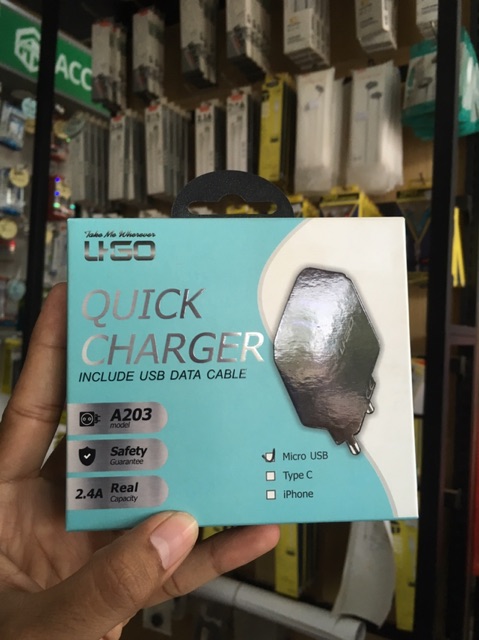 ACC
Take Me Wherever
U-GO
QUICK
CHARGER
INCLUDE USB DATA CABLE
A203
model
Safety
Guarantee
2.4A Real
Capacity
Micro USB
Type C
iPhone